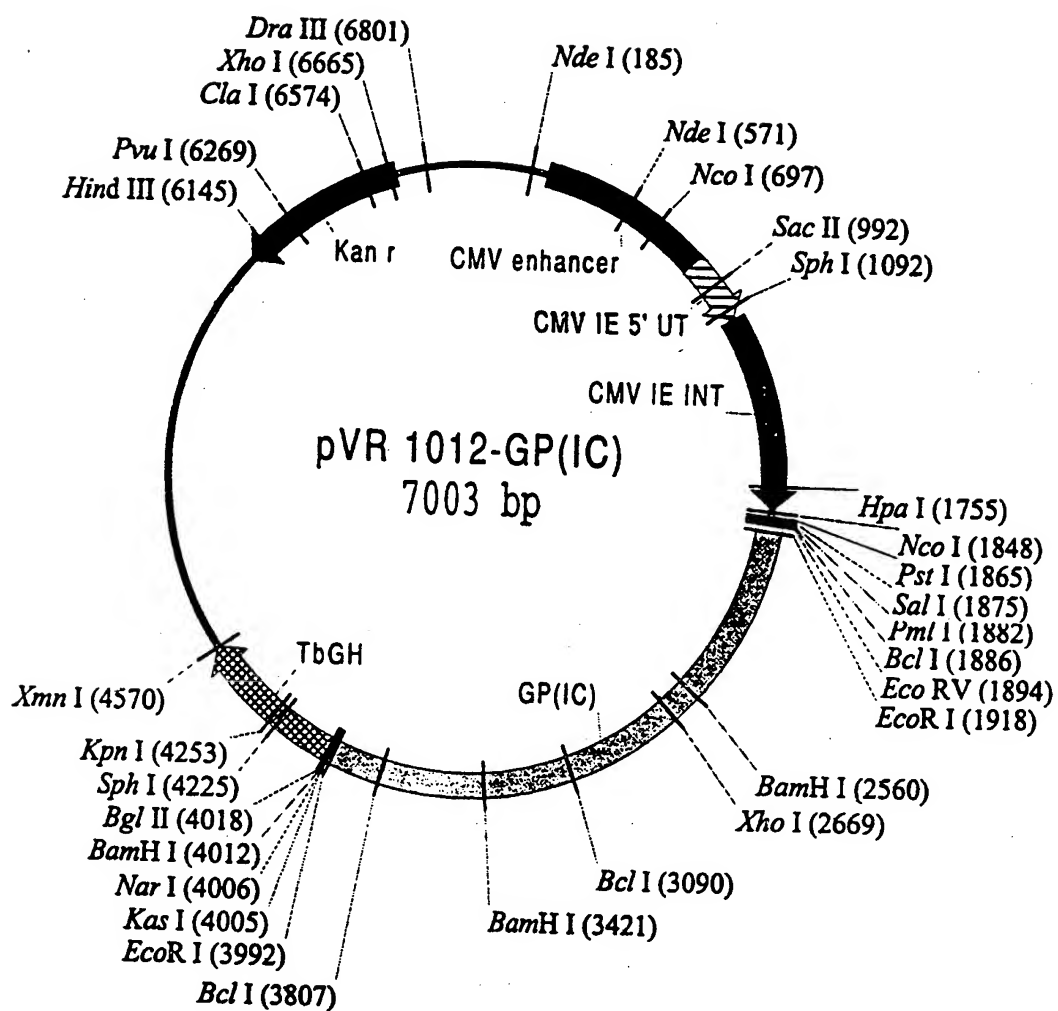 Dra III (6801)
Xho I (6665)
Cla I (6574)
Pvu I (6269)
Hind III (6145)
Kan r
Nde I (185)
Nde I (571)
Nco I (697)
CMV enhancer
Sac II (992)
Sph I (1092)
CMV IE 5' UT
CMV IE INT
pVR 1012-GP(IC)
7003 bp
Hpa I (1755)
Nco I (1848)
Pst I (1865)
Sal I (1875)
Pml I (1882)
Bcl I (1886)
Eco RV (1894)
EcoR I (1918)
TbGH
GP(IC)
Xmn I (4570)
Kpn I (4253)
Sph I (4225)
Bgl II (4018)
BamH I (4012)
Nar I (4006)
Kas I (4005)
EcoR I (3992)
Bcl I (3807)
BamH I (2560)
Xho I (2669)
Bcl I (3090)
BamH I (3421)